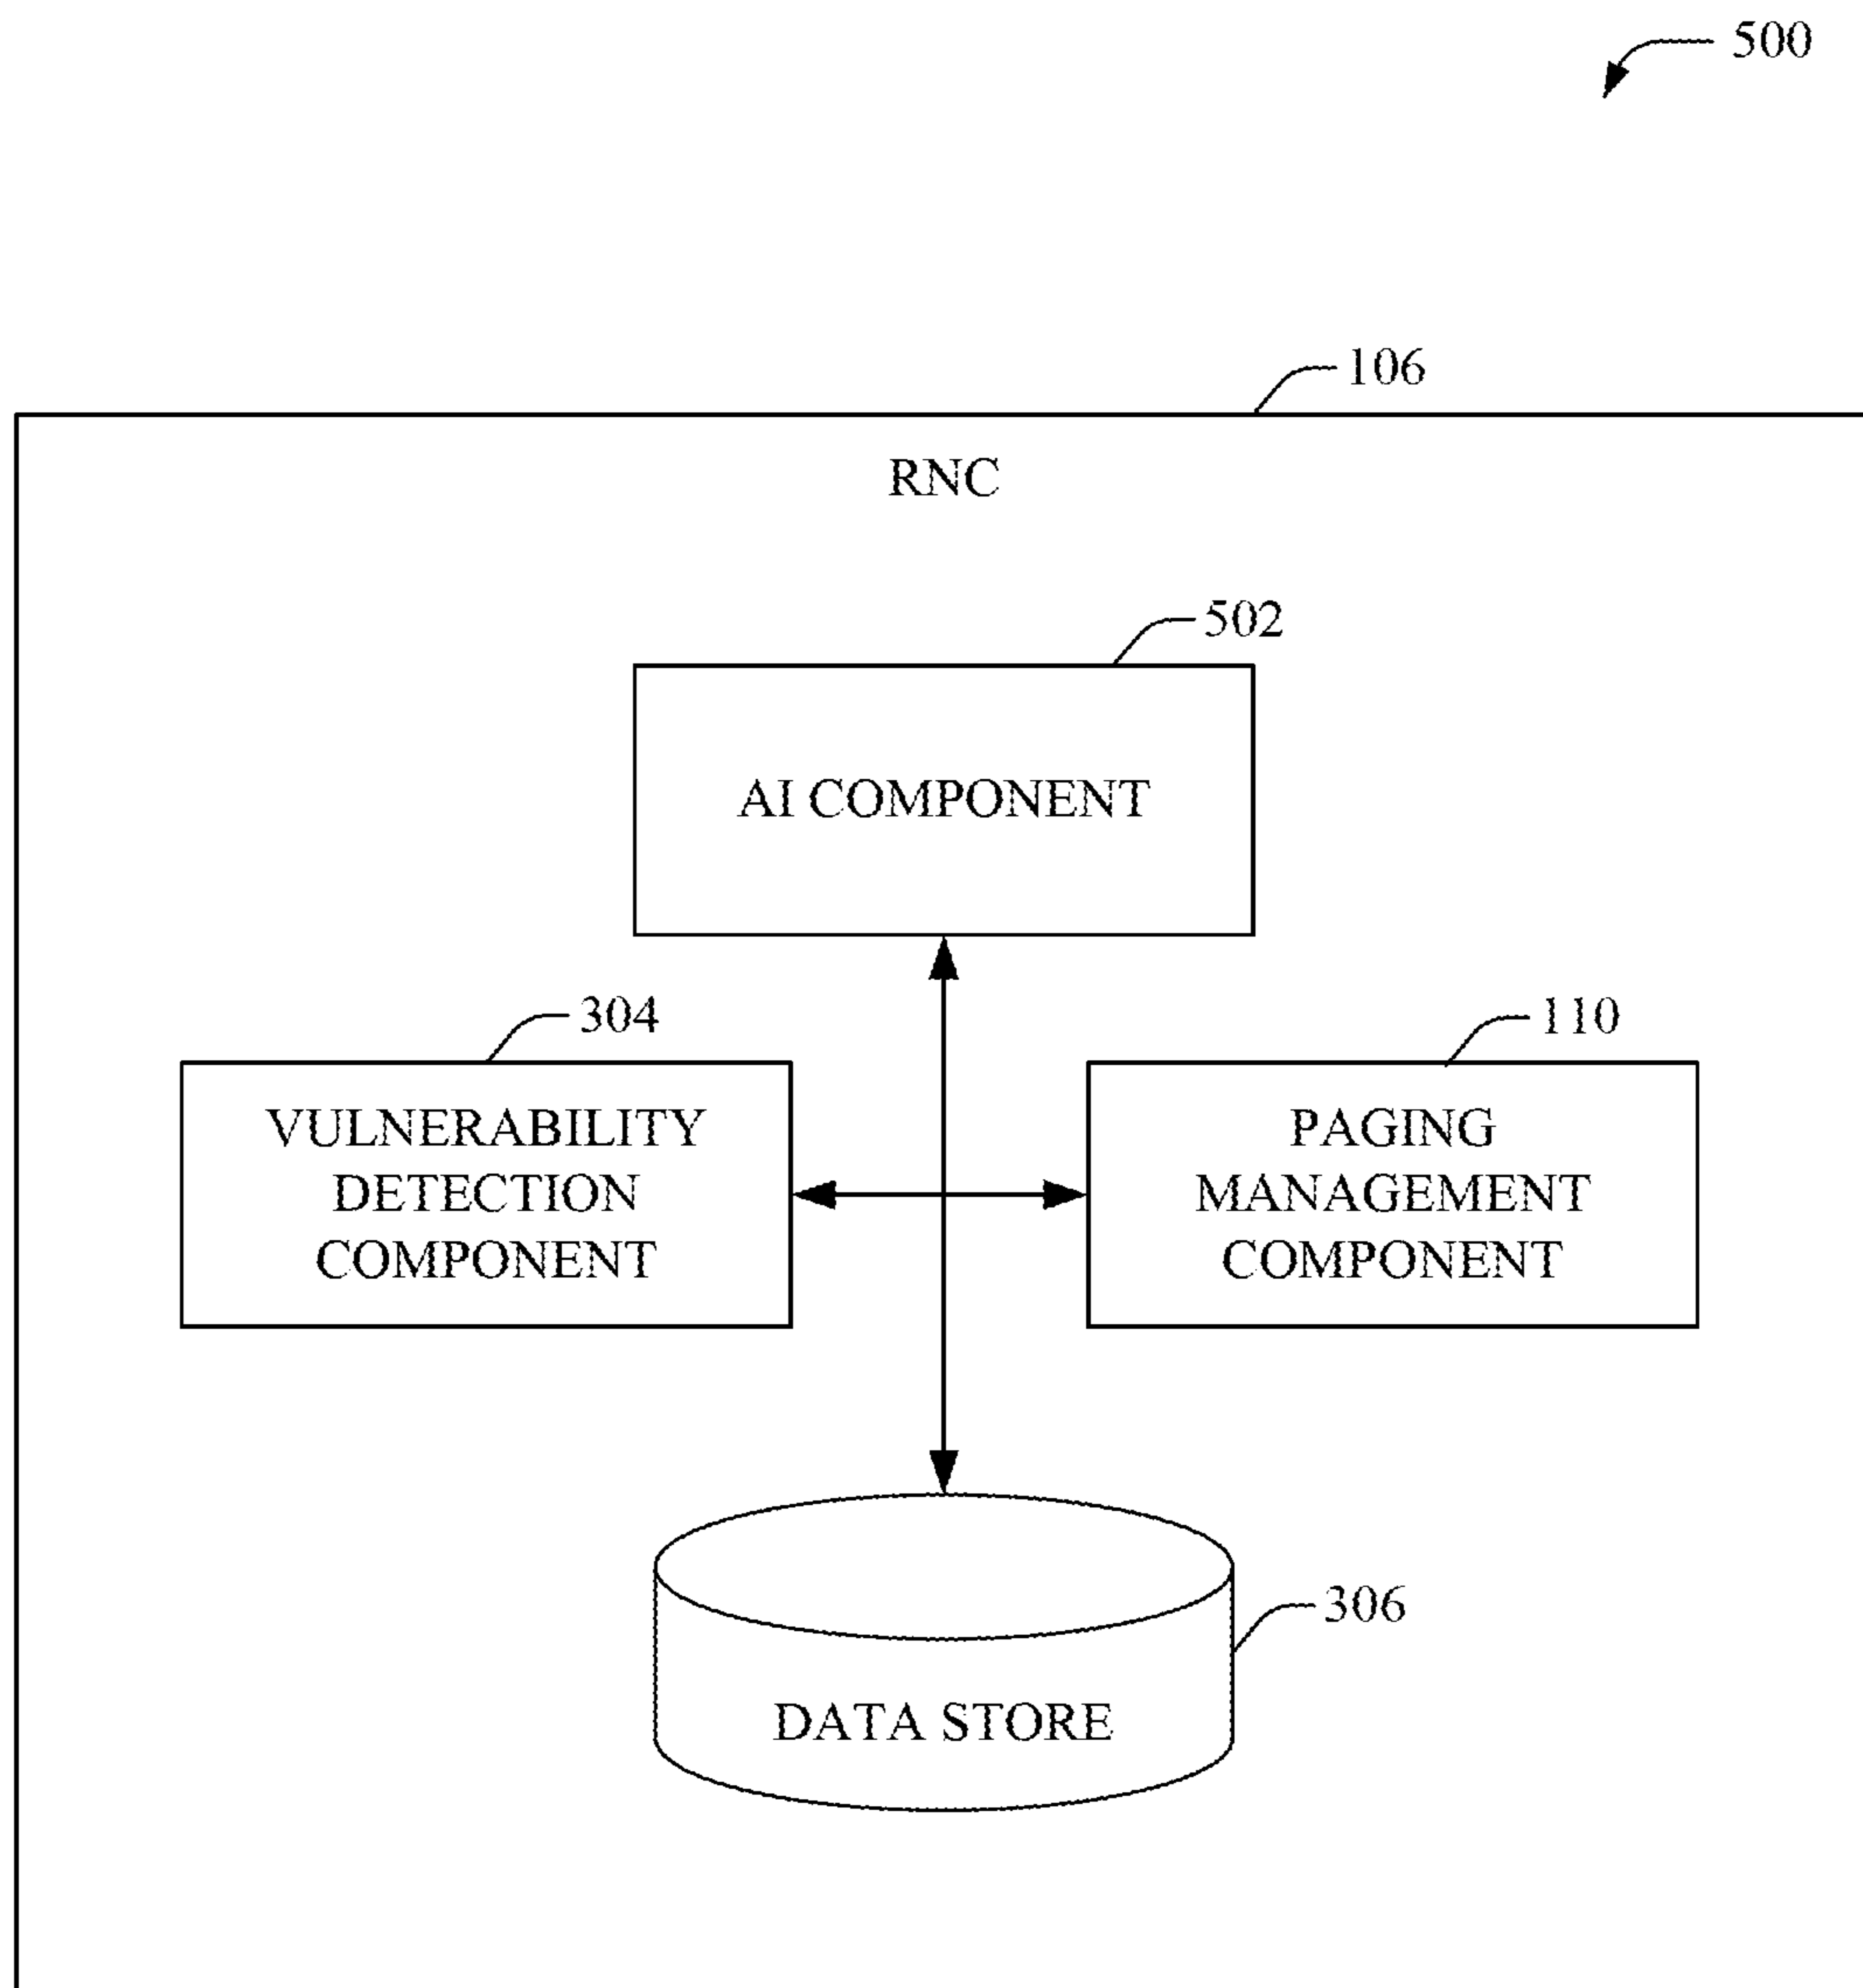 500
106
RNC
502
AI COMPONENT
304
110
VULNERABILITY
DETECTION
COMPONENT
PAGING
MANAGEMENT
COMPONENT
306
DATA STORE